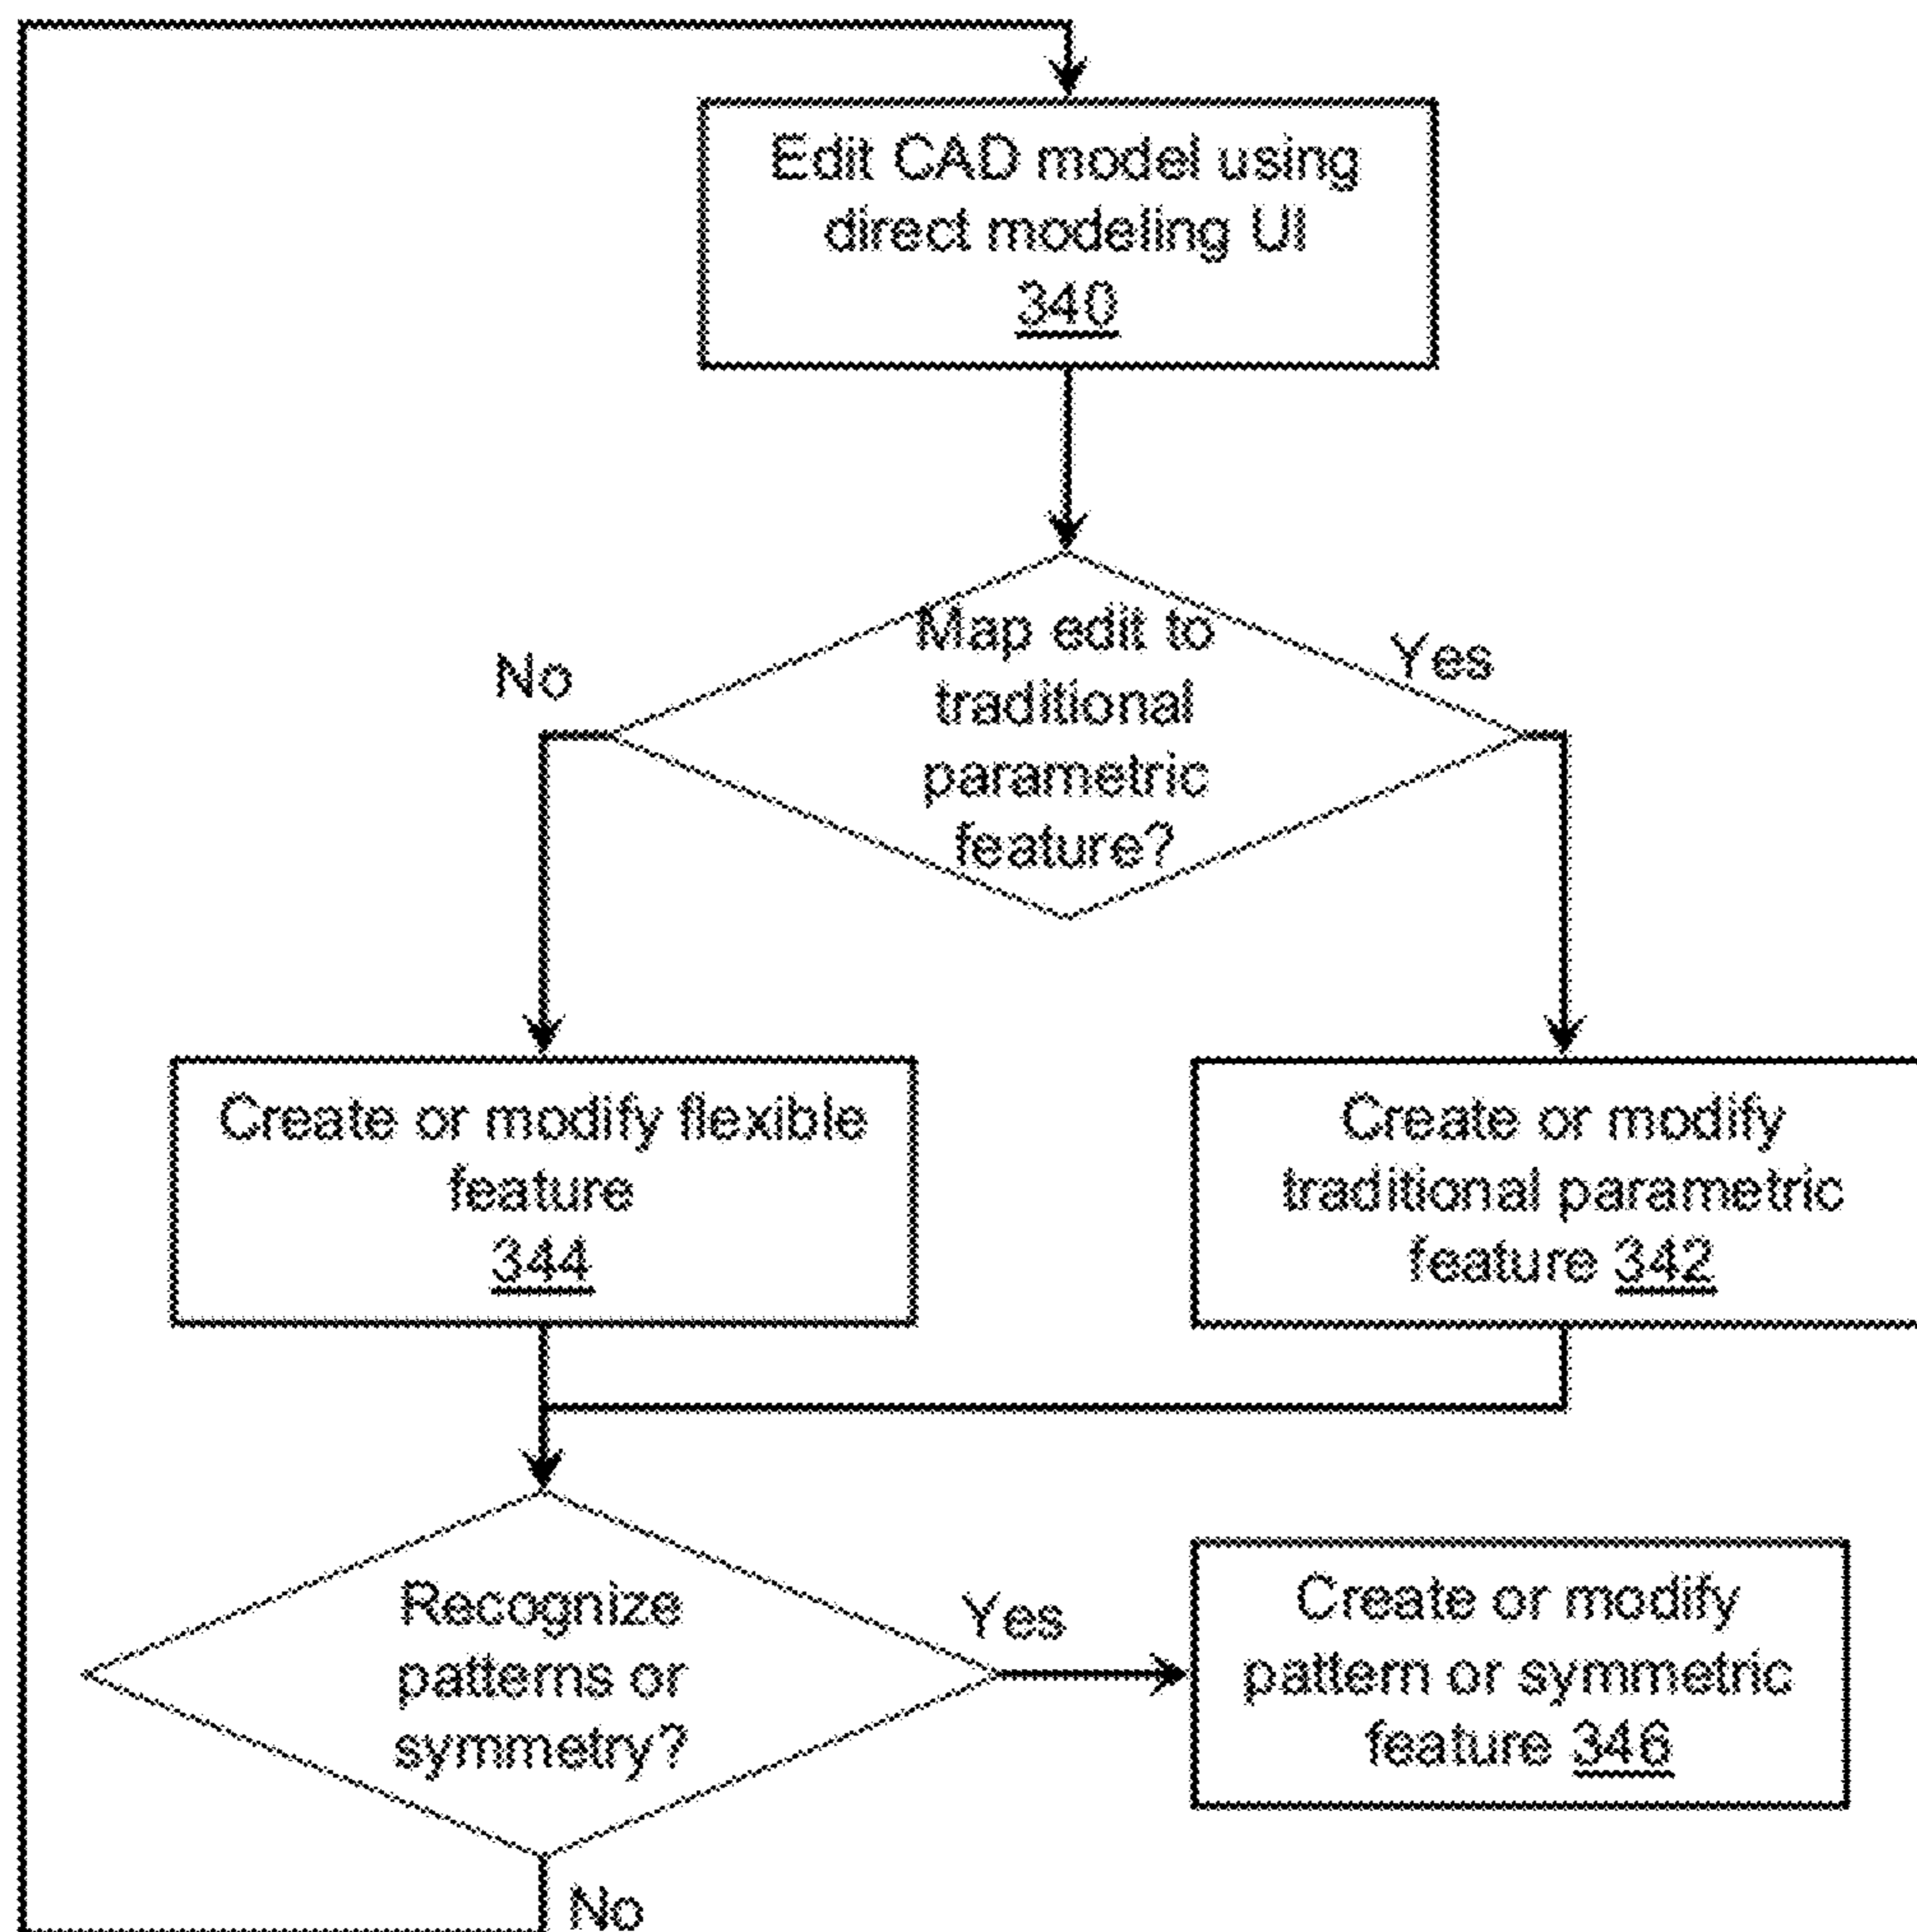 Edit CAD model using
direct modeling UI
340
Map edit to
traditional
parametric
feature?
No
Yes
Create or modify flexible
feature
344
Create or modify
traditional parametric
feature 342
Recognize
patterns or
symmetry?
Yes
Create or modify
pattern or symmetric
feature 346
No